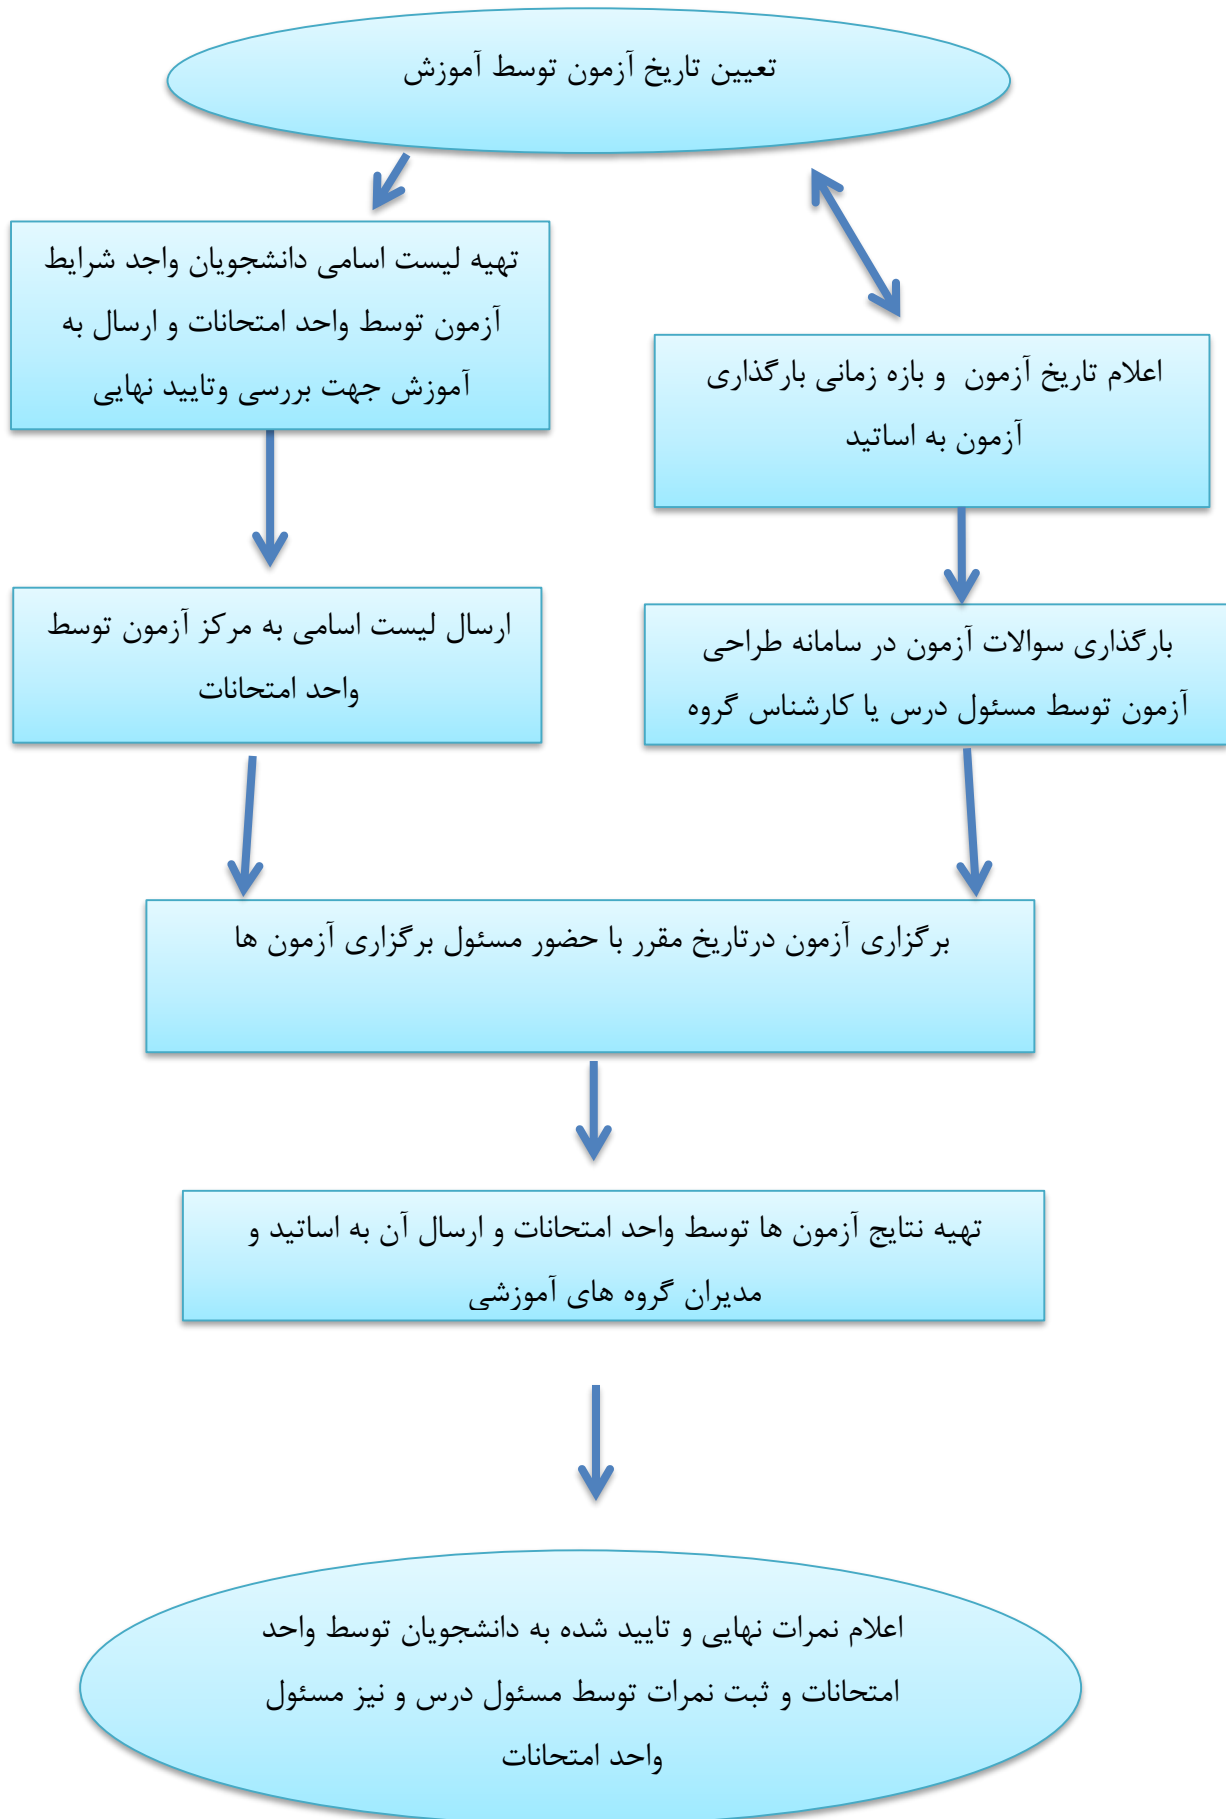 تعیین تاریخ آزمون توسط آموزش
تهیه لیست اسامی دانشجویان واجد شرایط
آزمون توسط واحد امتحانات و ارسال به
آموزش جهت بررسی وتایید نهایی
اعلام تاریخ آزمون و بازه زمانی بارگذاری
آزمون به اساتید
ارسال لیست اسامی به مرکز آزمون توسط
واحد امتحانات
بارگذاری سوالات آزمون در سامانه طراحی
آزمون توسط مسئول درس یا کارشناس گروه
برگزاری آزمون درتاریخ مقرر با حضور مسئول برگزاری آزمون ها
تهیه نتایج آزمون ها توسط واحد امتحانات و ارسال آن به اساتید و
مدیران گروه های آموزشی
اعلام نمرات نهایی و تایید شده به دانشجویان توسط واحد
امتحانات و ثبت نمرات توسط مسئول درس و نیز مسئول
واحد امتحانات